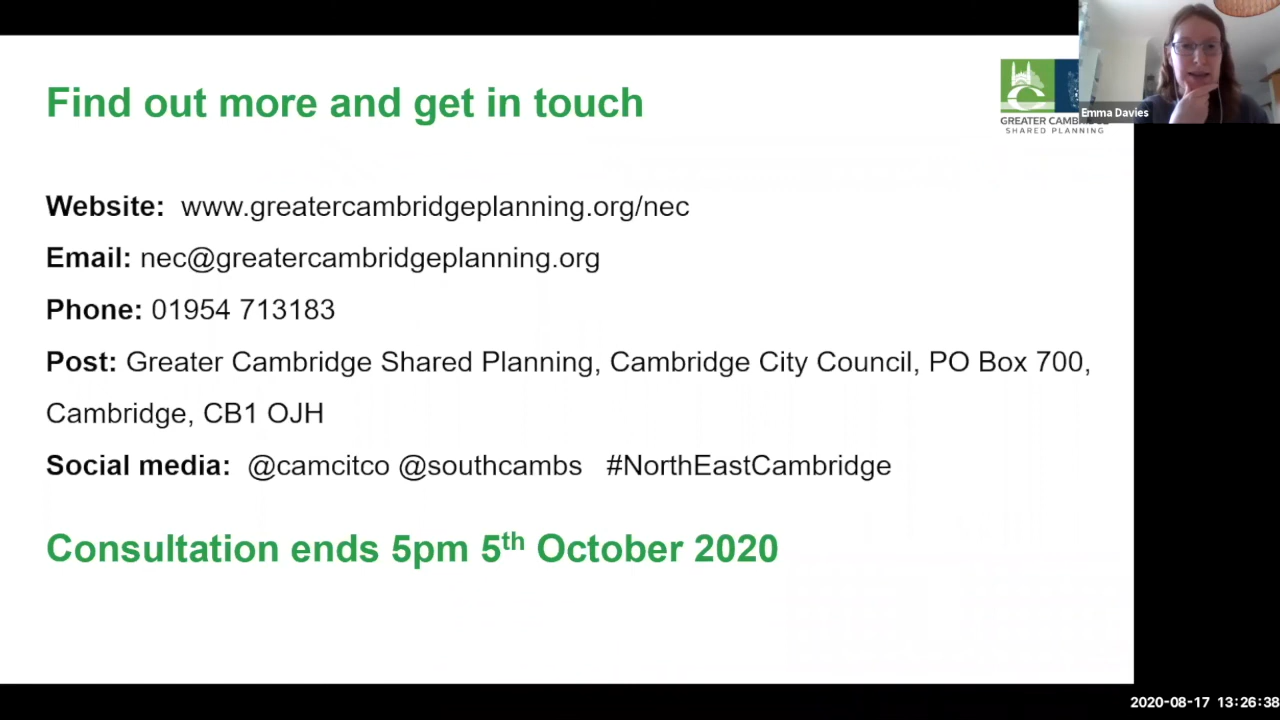 Find out more and get in touch
GREATER CAMBRIDGE
SHARED PLANNING
Emma Davies
Website: www.greatercambridgeplanning.org/nec
Email: nec@greatercambridgeplanning.org
Phone: 01954 713183
Post: Greater Cambridge Shared Planning, Cambridge City Council, PO Box 700,
Cambridge, CB1 OJH
Social media: @camcitco @southcambs #NorthEastCambridge
Consultation ends 5pm 5th October 2020
2020-08-17 13:26:38